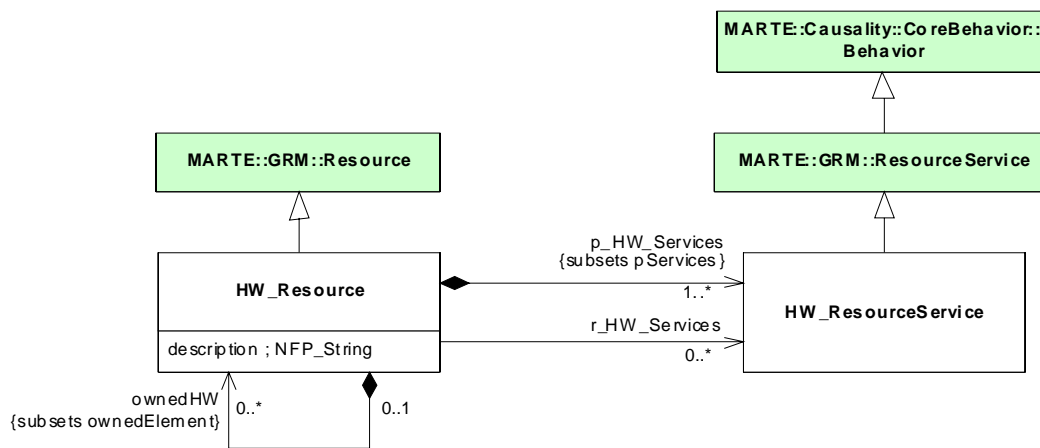 MARTE::Causality::CoreBehavior::
Behavior
MARTE::GRM::Resource
MARTE::GRM::ResourceService
p_HW_Services
{subsets pServices}
HW_Resource
1..*
HW_ResourceService
r_HW_Services
description ; NFP_String
0..*
ownedHW
0..*
0..1
{subsets ownedElement}